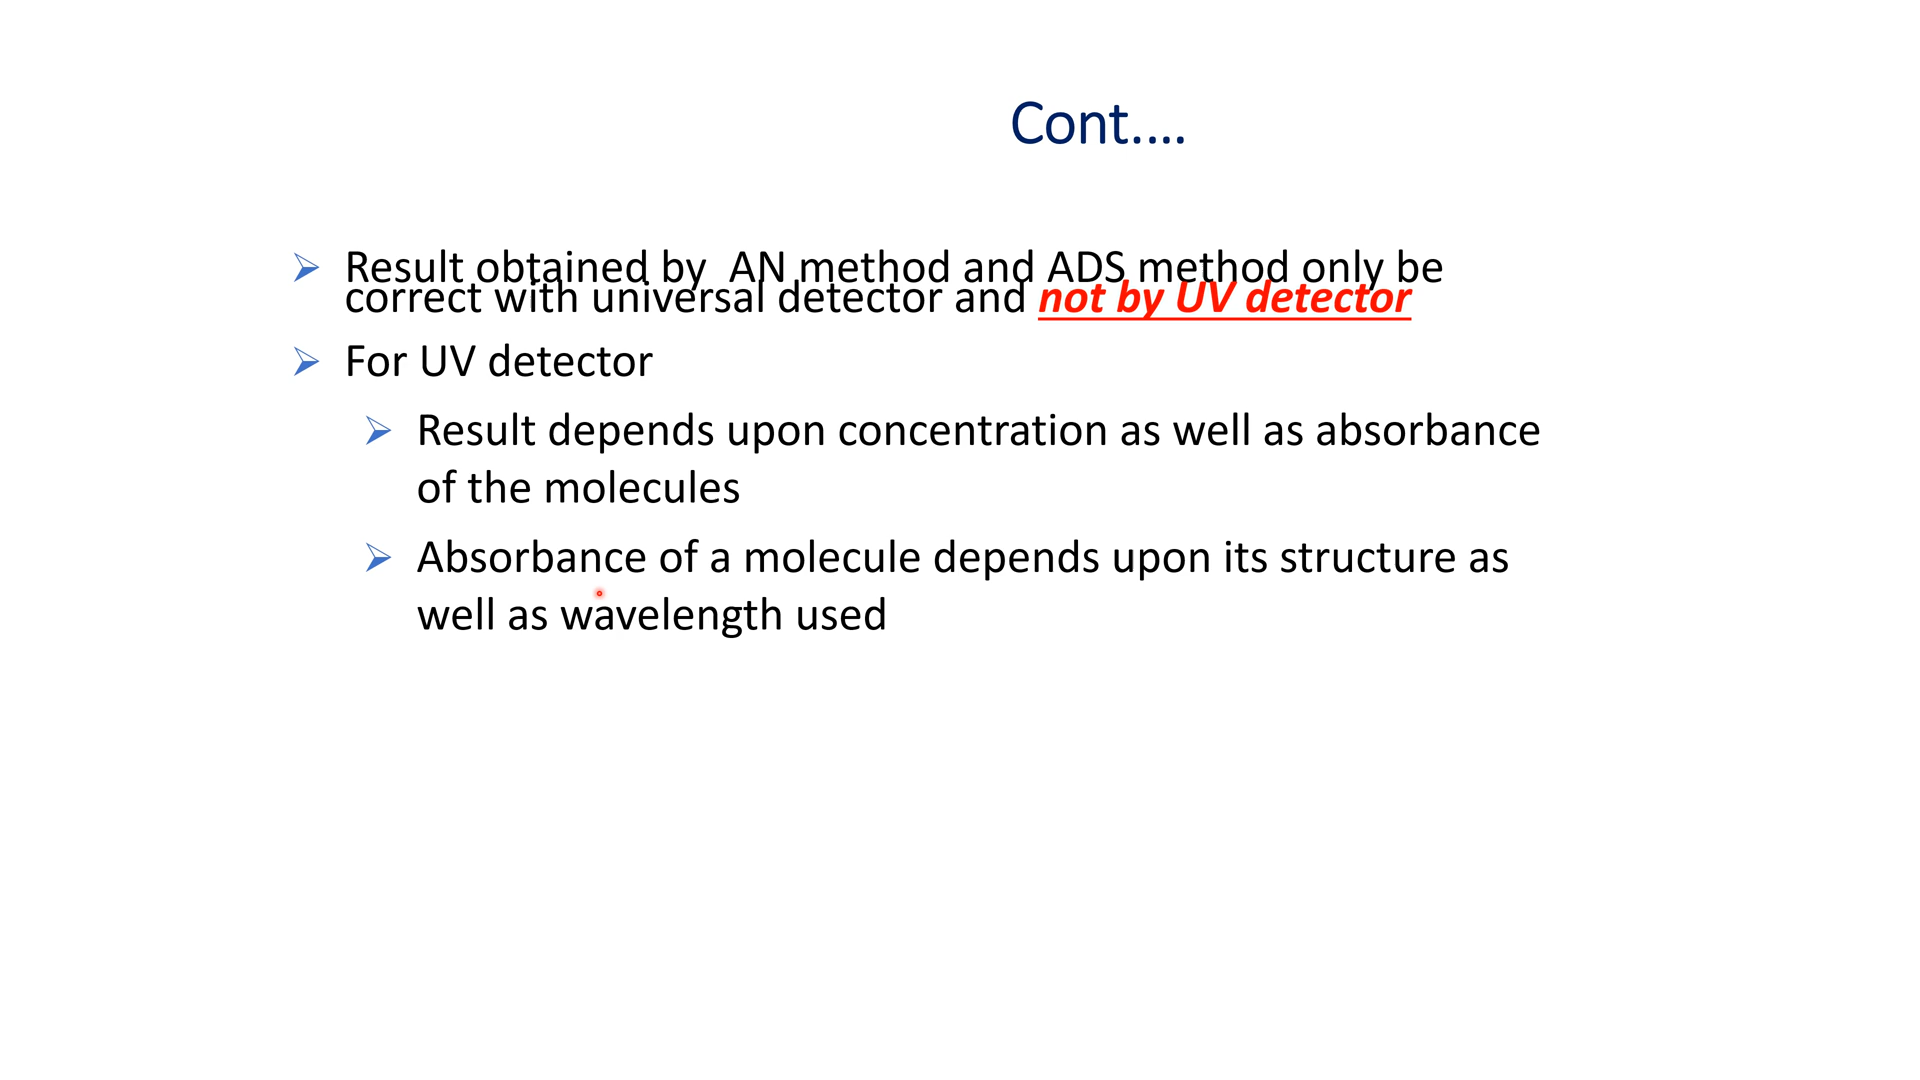 Cont.…
Result obtained by  AN method and ADS method only be
correct with universal detector and not by UV detector
For UV detector
Result depends upon concentration as well as absorbance
of the molecules
Absorbance of a molecule depends upon its structure as
well as wavelength used